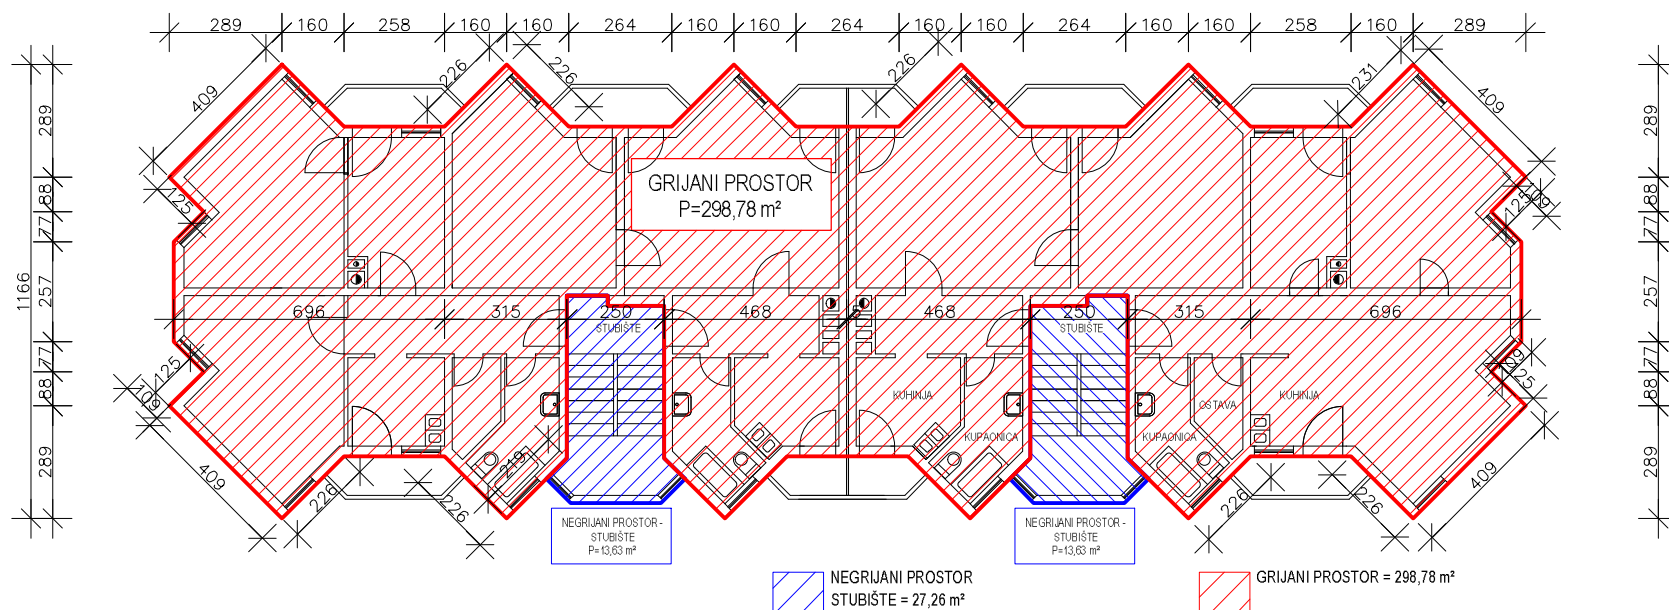 289 160 258 160 160 264 160 160 264 160 160 264 160 160 258 160 289
409
226
226
226
231
409
289
88
77
257
77
88
289
1166
125
GRIJANI PROSTOR
P=298,78 m²
125
109
289
88
77
257
77
88
289
696 315 250 468 468 250 315 696
STUBIŠTE
STUBIŠTE
125
109
KUHINJA
OSTAVA
KUHINJA
KUPAONICA
KUPAONICA
125
409
226
226
219
226
226
409
NEGRIJANI PROSTOR -
STUBIŠTE
P=13,63 m²
NEGRIJANI PROSTOR -
STUBIŠTE
P=13,63 m²
NEGRIJANI PROSTOR
STUBIŠTE = 27,26 m²
GRIJANI PROSTOR = 298,78 m²